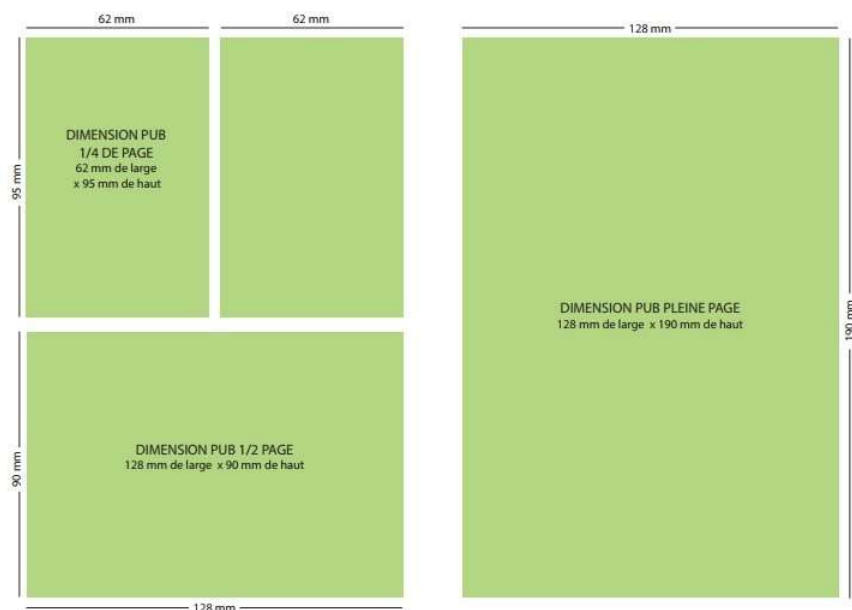 62 mm
62 mm
95 mm
DIMENSION PUB
1/4 DE PAGE
62 mm de large
x 95 mm de haut
90 mm
DIMENSION PUB 1/2 PAGE
128 mm de large x 90 mm de haut
128 mm
128 mm
DIMENSION PUB PLEINE PAGE
128 mm de large x 190 mm de haut
190 mm